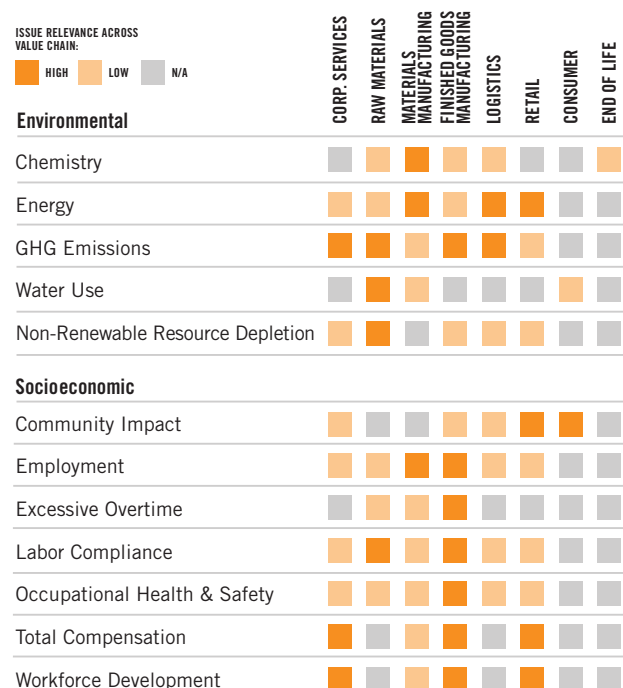 ISSUE RELEVANCE ACROSS
VALUE CHAIN:
HIGH LOW N/A
CORP. SERVICES
RAW MATERIALS
MATERIALS
MANUFACTURING
FINISHED GOODS
MANUFACTURING
LOGISTICS
RETAIL
CONSUMER
END OF LIFE
Environmental
Chemistry
Energy
GHG Emissions
Water Use
Non-Renewable Resource Depletion
Socioeconomic
Community Impact
Employment
Excessive Overtime
Labor Compliance
Occupational Health & Safety
Total Compensation
Workforce Development